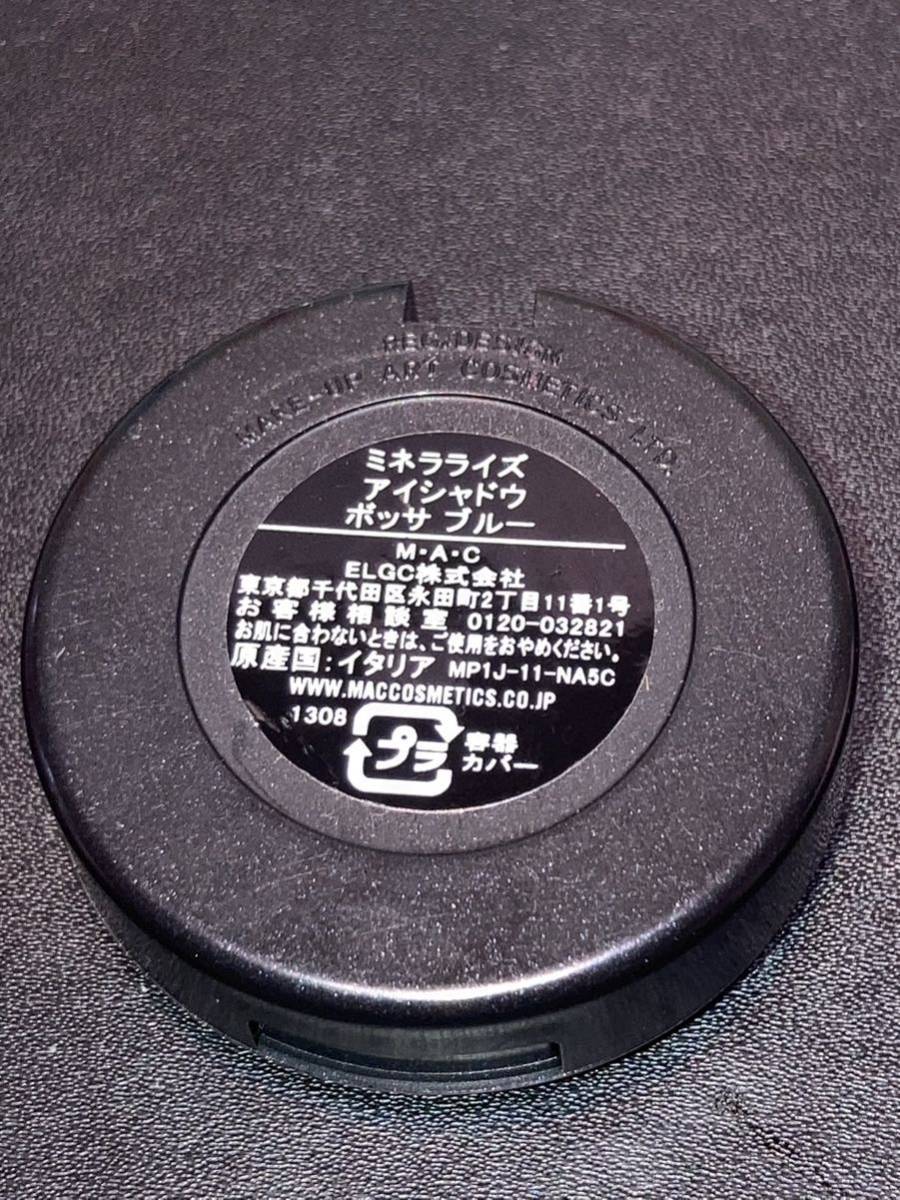 REG.DESIGN
MAKE-UP ART COSMETICS LTD.
ミネラライズ
アイシャドウ
ボッサ ブルー
M・A・C
ELGC株式会社
東京都千代田区永田町2丁目11番1号
お客様相談室 0120-032821
お肌に合わないときは、ご使用をおやめください。
原産国:イタリア MP1J-11-NA5C
WWW.MACCOSMETICS.CO.JP
1308
プラ
容器
カバー